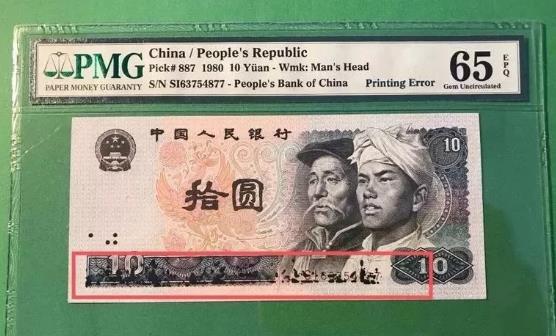 PMG
PAPER MONEY GUARANTY
China / People's Republic
Pick# 887 1980 10 Yüan - Wmk: Man's Head
S/N SI63754877 - People's Bank of China Printing Error
65 EPQ
Gem Uncirculated
中国人民银行
10
拾圆
10
10